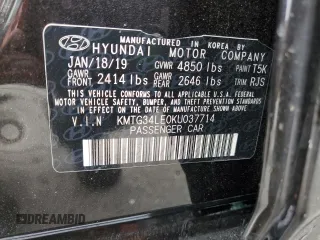 MANUFACTURED IN KOREA BY
HYUNDAI MOTOR COMPANY
JAN/18/19 GVWR 4850 lbs PAINT T5K
GAWR FRONT 2414 lbs GAWR REAR 2646 lbs TRIM RJS
THIS VEHICLE CONFORMS TO ALL APPLICABLE FEDERAL MOTOR VEHICLE
SAFETY, BUMPER, AND THEFT PREVENTION STANDARDS IN EFFECT ON
THE DATE OF MANUFACTURE SHOWN ABOVE.
V.I.N KMTG34LE0KU037714
PASSENGER CAR
©AMERBID